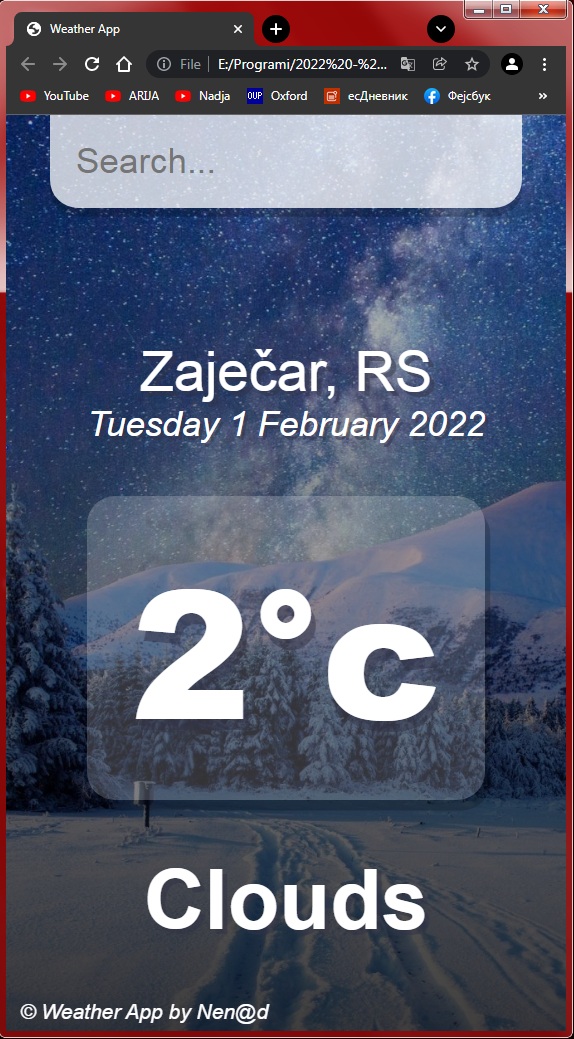 Weather App
File
E:/Programi/2022%20-%2...
YouTube
ARIJA
Nadja
OUP
Oxford
есДневник
Фејсбук
Search...
Zaječar, RS
Tuesday 1 February 2022
2°c
Clouds
© Weather App by Nen@d